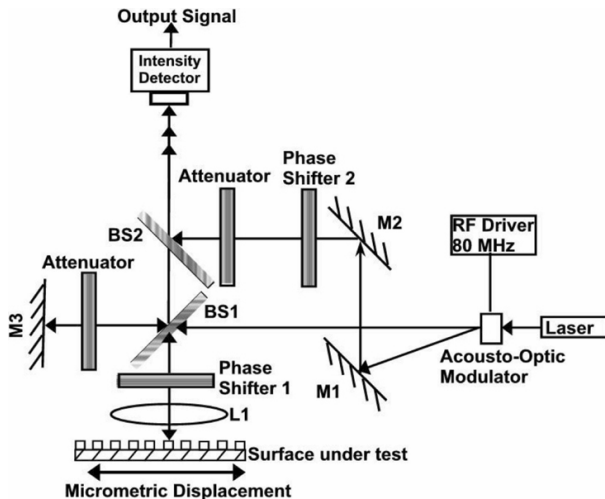 Output Signal
Intensity
Detector
Phase
Shifter 2
Attenuator
M2
RF Driver
80 MHz
BS2
Attenuator
BS1
M3
Laser
Acousto-Optic
Modulator
Phase
Shifter 1
M1
L1
Surface under test
Micrometric Displacement